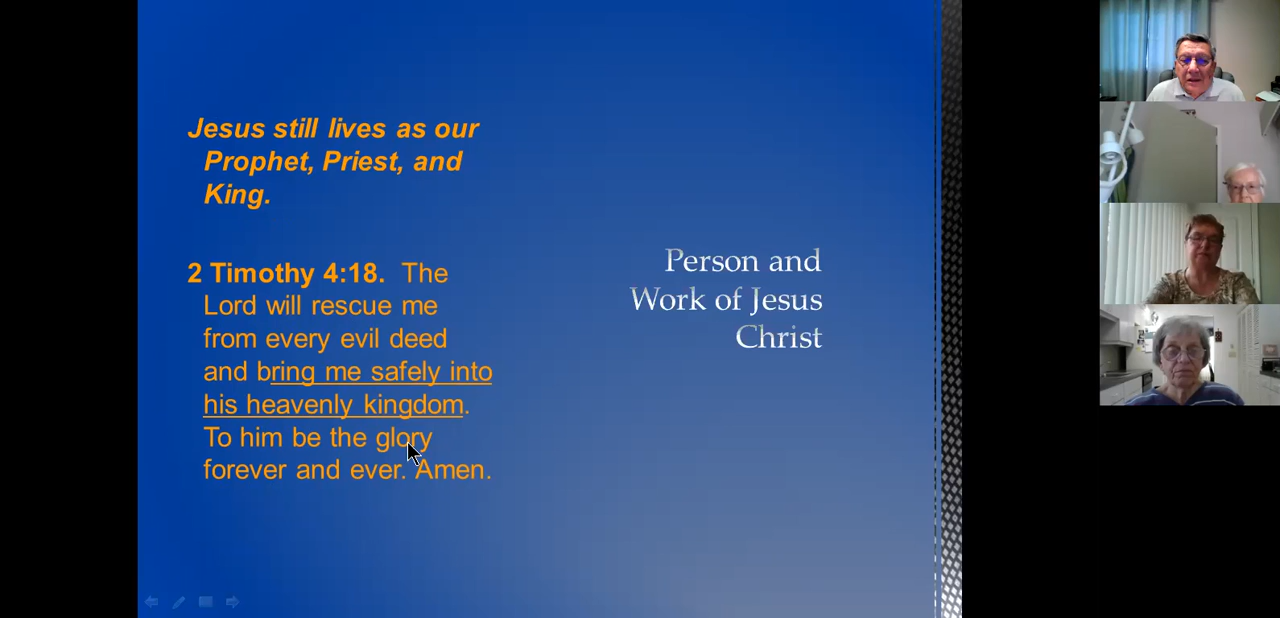 Jesus still lives as our
Prophet, Priest, and
King.
2 Timothy 4:18. The
Lord will rescue me
from every evil deed
and bring me safely into
his heavenly kingdom.
To him be the glory
forever and ever. Amen.
Person and
Work of Jesus
Christ